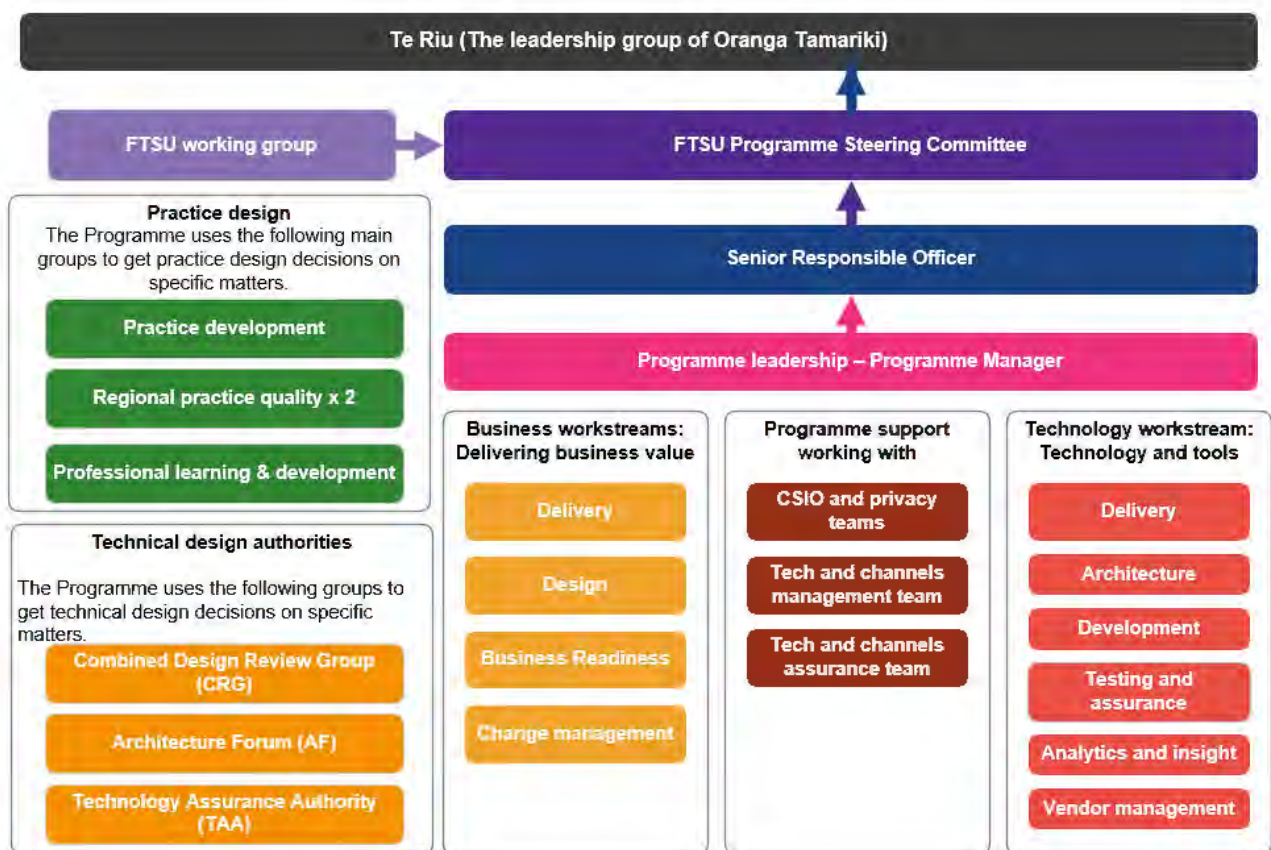 Te Riu (The leadership group of Oranga Tamariki)
FTSU working group
FTSU Programme Steering Committee
Senior Responsible Officer
Programme leadership – Programme Manager
Practice design
The Programme uses the following main
groups to get practice design decisions on
specific matters.
Practice development
Regional practice quality x 2
Professional learning & development
Technical design authorities
The Programme uses the following groups to
get technical design decisions on specific
matters.
Combined Design Review Group
(CRG)
Architecture Forum (AF)
Technology Assurance Authority
(TAA)
Business workstreams:
Delivering business value
Delivery
Design
Business Readiness
Change management
Programme support
working with
CSIO and privacy
teams
Tech and channels
management team
Tech and channels
assurance team
Technology workstream:
Technology and tools
Delivery
Architecture
Development
Testing and
assurance
Analytics and insight
Vendor management